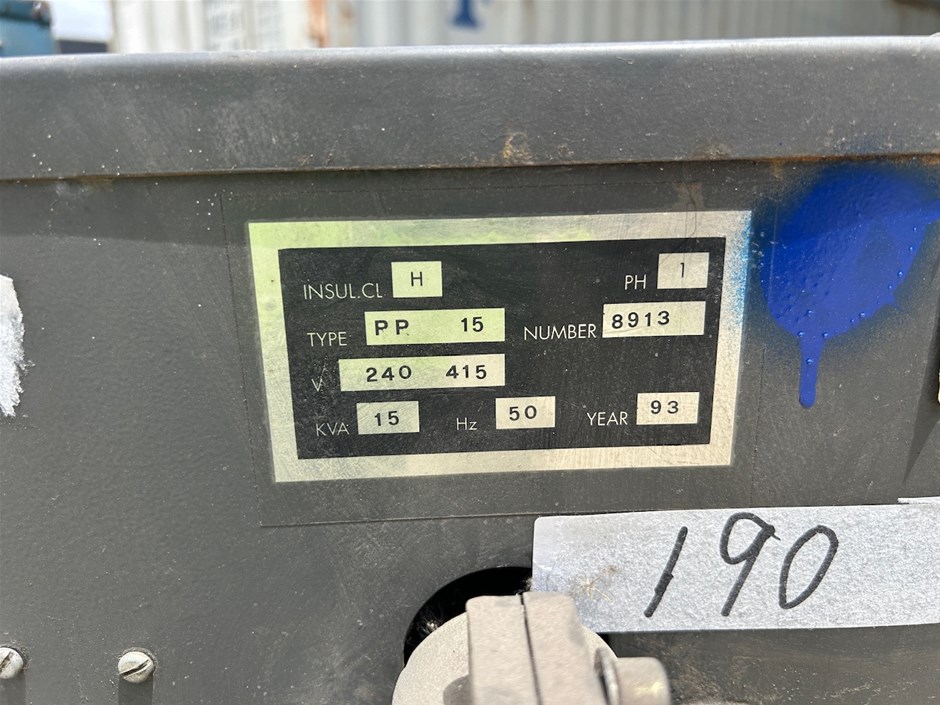 INSUL.CL H PH 1
TYPE PP 15 NUMBER 8913
V 240 415
KVA 15 Hz 50 YEAR 93
190